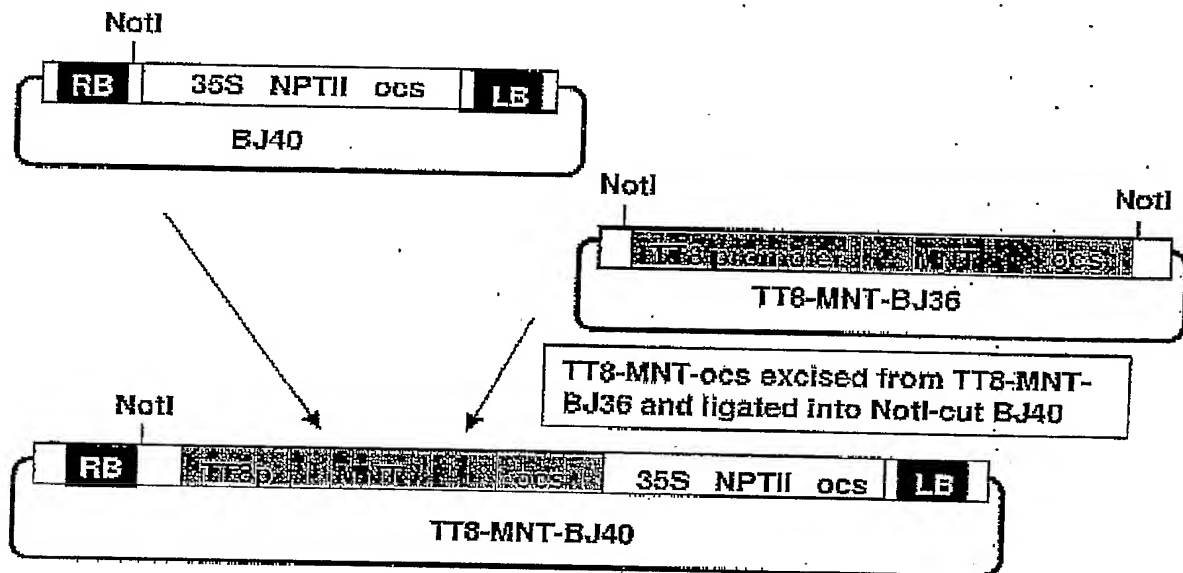 NotI
RB 35S NPTII ocs LB
BJ40
NotI NotI
TT8 promoter MNT ocs
TT8-MNT-BJ36
TT8-MNT-ocs excised from TT8-MNT-
BJ36 and ligated into NotI-cut BJ40
NotI
RB TT8p MNT ocs 35S NPTII ocs LB
TT8-MNT-BJ40